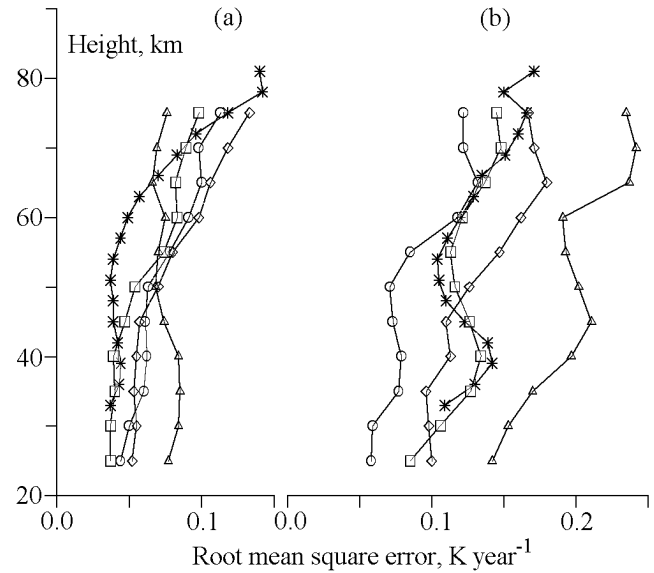 (a) (b)
Height, km
80
60
40
20
0.0 0.1 0.0 0.1 0.2
Root mean square error, K year-1